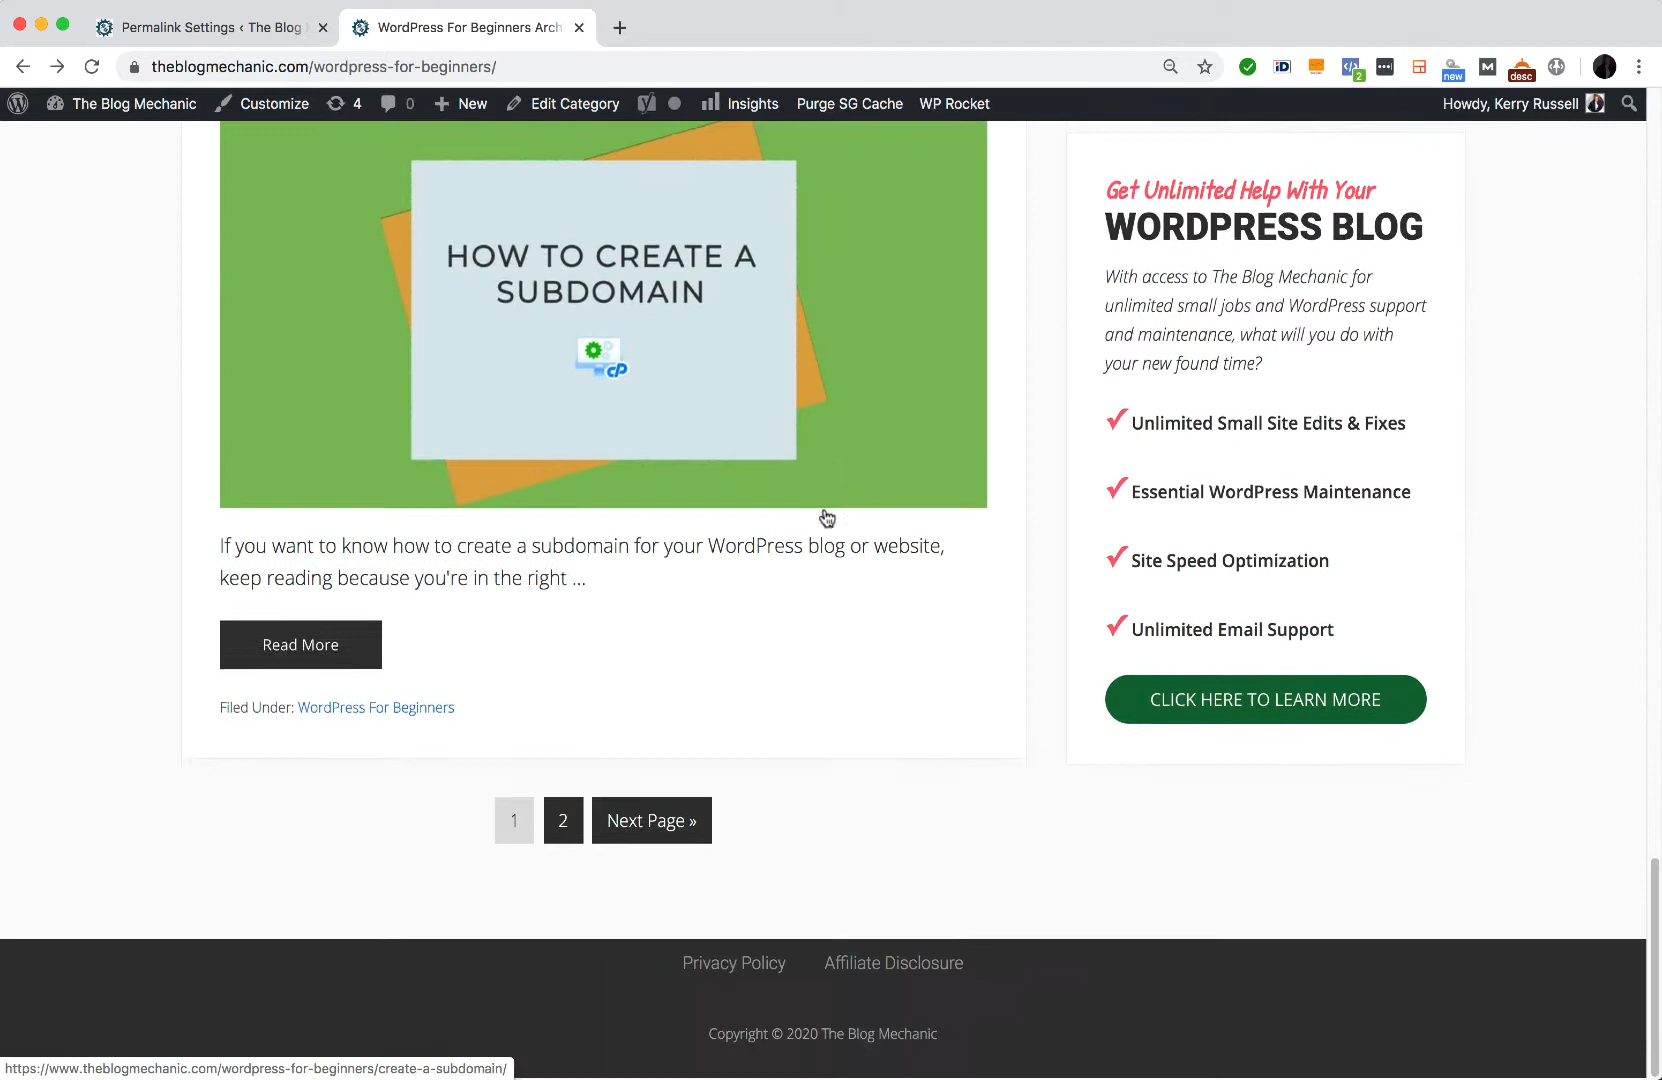 Permalink Settings ‹ The Blog
WordPress For Beginners Arch
theblogmechanic.com/wordpress-for-beginners/
iD
2
new
M
desc
The Blog Mechanic
Customize
4
0
New
Edit Category
Insights
Purge SG Cache
WP Rocket
Howdy, Kerry Russell
HOW TO CREATE A
SUBDOMAIN
cP
If you want to know how to create a subdomain for your WordPress blog or website,
keep reading because you're in the right ...
Read More
Filed Under: WordPress For Beginners
1
2
Next Page »
Get Unlimited Help With Your
WORDPRESS BLOG
With access to The Blog Mechanic for
unlimited small jobs and WordPress support
and maintenance, what will you do with
your new found time?
Unlimited Small Site Edits & Fixes
Essential WordPress Maintenance
Site Speed Optimization
Unlimited Email Support
CLICK HERE TO LEARN MORE
Privacy Policy
Affiliate Disclosure
Copyright © 2020 The Blog Mechanic
https://www.theblogmechanic.com/wordpress-for-beginners/create-a-subdomain/